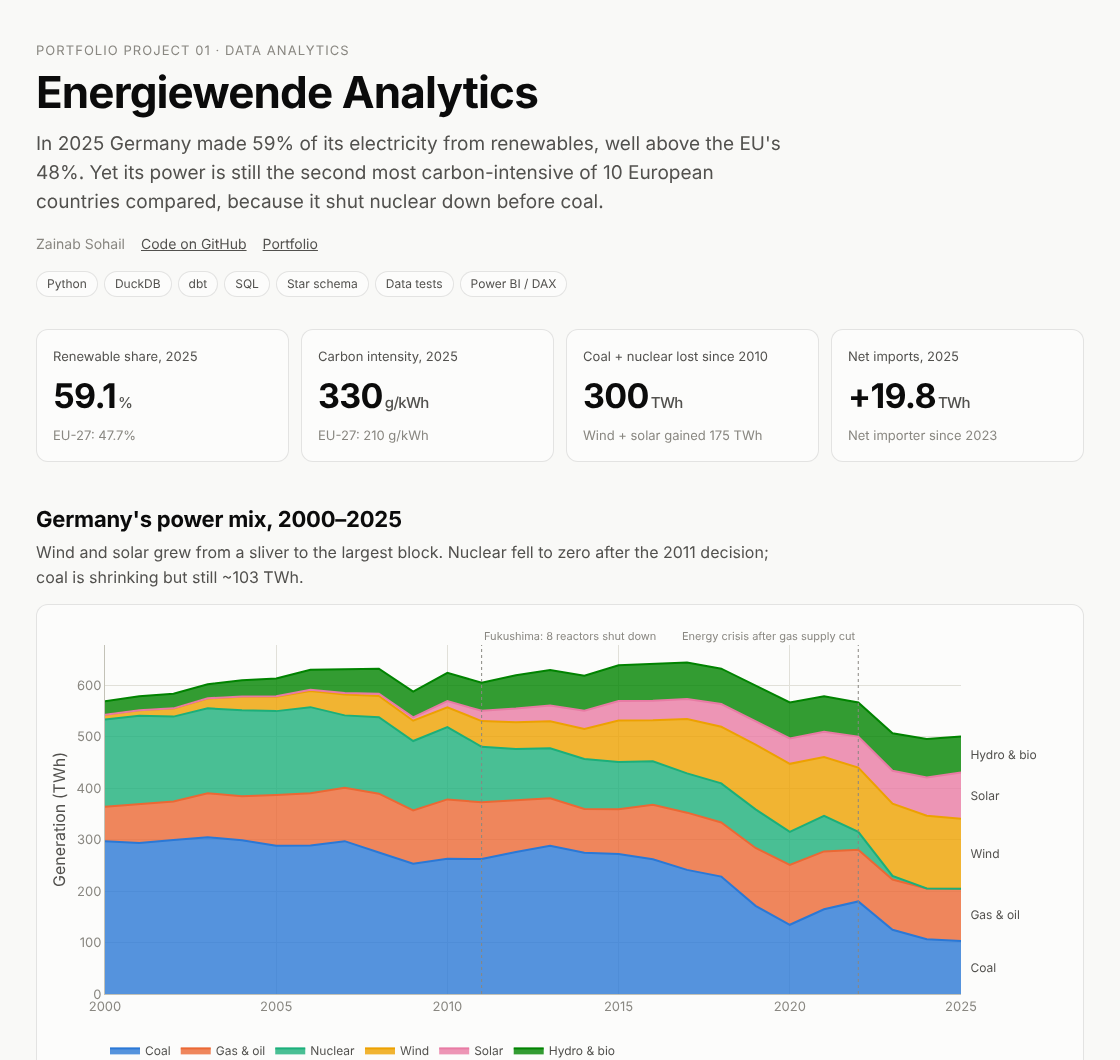 PORTFOLIO PROJECT 01 · DATA ANALYTICS
Energiewende Analytics
In 2025 Germany made 59% of its electricity from renewables, well above the EU's
48%. Yet its power is still the second most carbon-intensive of 10 European
countries compared, because it shut nuclear down before coal.
Zainab Sohail Code on GitHub Portfolio
Python DuckDB dbt SQL Star schema Data tests Power BI / DAX
Renewable share, 2025
59.1%
EU-27: 47.7%
Carbon intensity, 2025
330 g/kWh
EU-27: 210 g/kWh
Coal + nuclear lost since 2010
300 TWh
Wind + solar gained 175 TWh
Net imports, 2025
+19.8 TWh
Net importer since 2023
Germany's power mix, 2000–2025
Wind and solar grew from a sliver to the largest block. Nuclear fell to zero after the 2011 decision;
coal is shrinking but still ~103 TWh.
Fukushima: 8 reactors shut down Energy crisis after gas supply cut
Generation (TWh)
600
500
400
300
200
100
0
Hydro & bio
Solar
Wind
Gas & oil
Coal
2000 2005 2010 2015 2020 2025
Coal Gas & oil Nuclear Wind Solar Hydro & bio